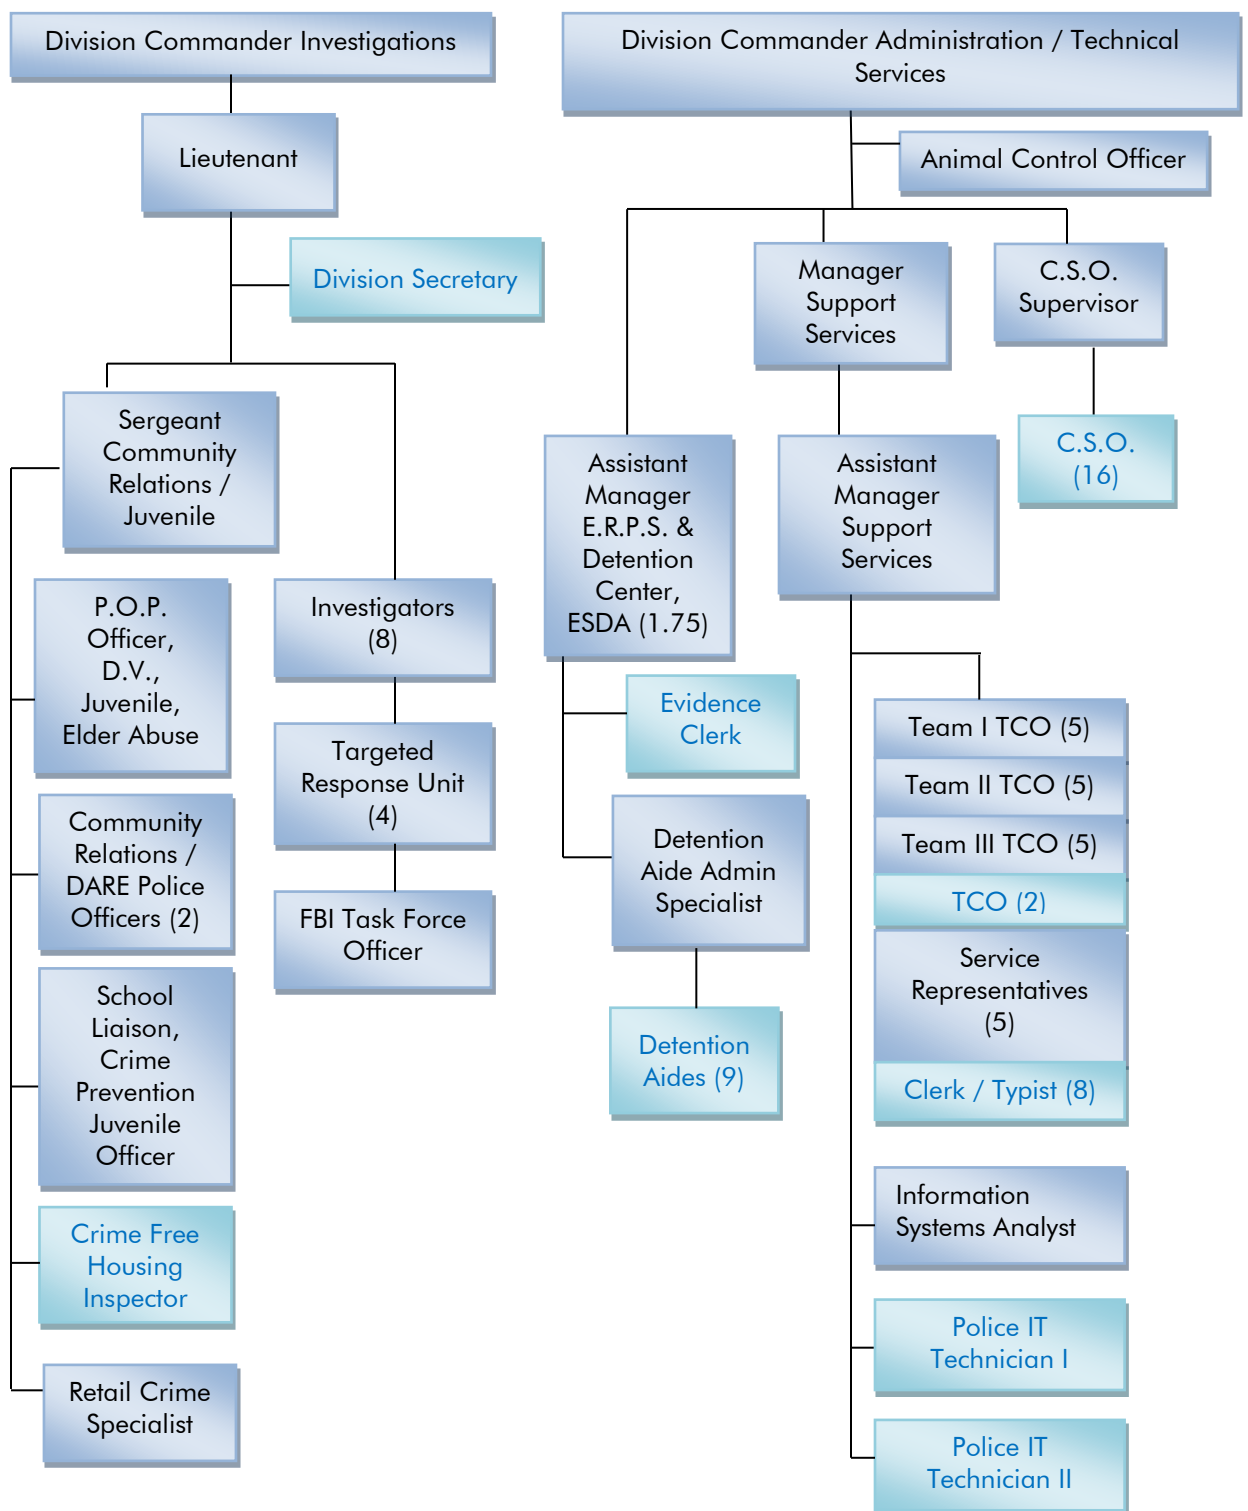 Division Commander Investigations
Lieutenant
Division Secretary
Sergeant
Community
Relations /
Juvenile
P.O.P.
Officer,
D.V.,
Juvenile,
Elder Abuse
Community
Relations /
DARE Police
Officers (2)
School
Liaison,
Crime
Prevention
Juvenile
Officer
Crime Free
Housing
Inspector
Retail Crime
Specialist
Investigators
(8)
Targeted
Response Unit
(4)
FBI Task Force
Officer
Division Commander Administration / Technical
Services
Animal Control Officer
Manager
Support
Services
C.S.O.
Supervisor
C.S.O.
(16)
Assistant
Manager
E.R.P.S. &
Detention
Center,
ESDA (1.75)
Evidence
Clerk
Detention
Aide Admin
Specialist
Detention
Aides (9)
Assistant
Manager
Support
Services
Team I TCO (5)
Team II TCO (5)
Team III TCO (5)
TCO (2)
Service
Representatives
(5)
Clerk / Typist (8)
Information
Systems Analyst
Police IT
Technician I
Police IT
Technician II